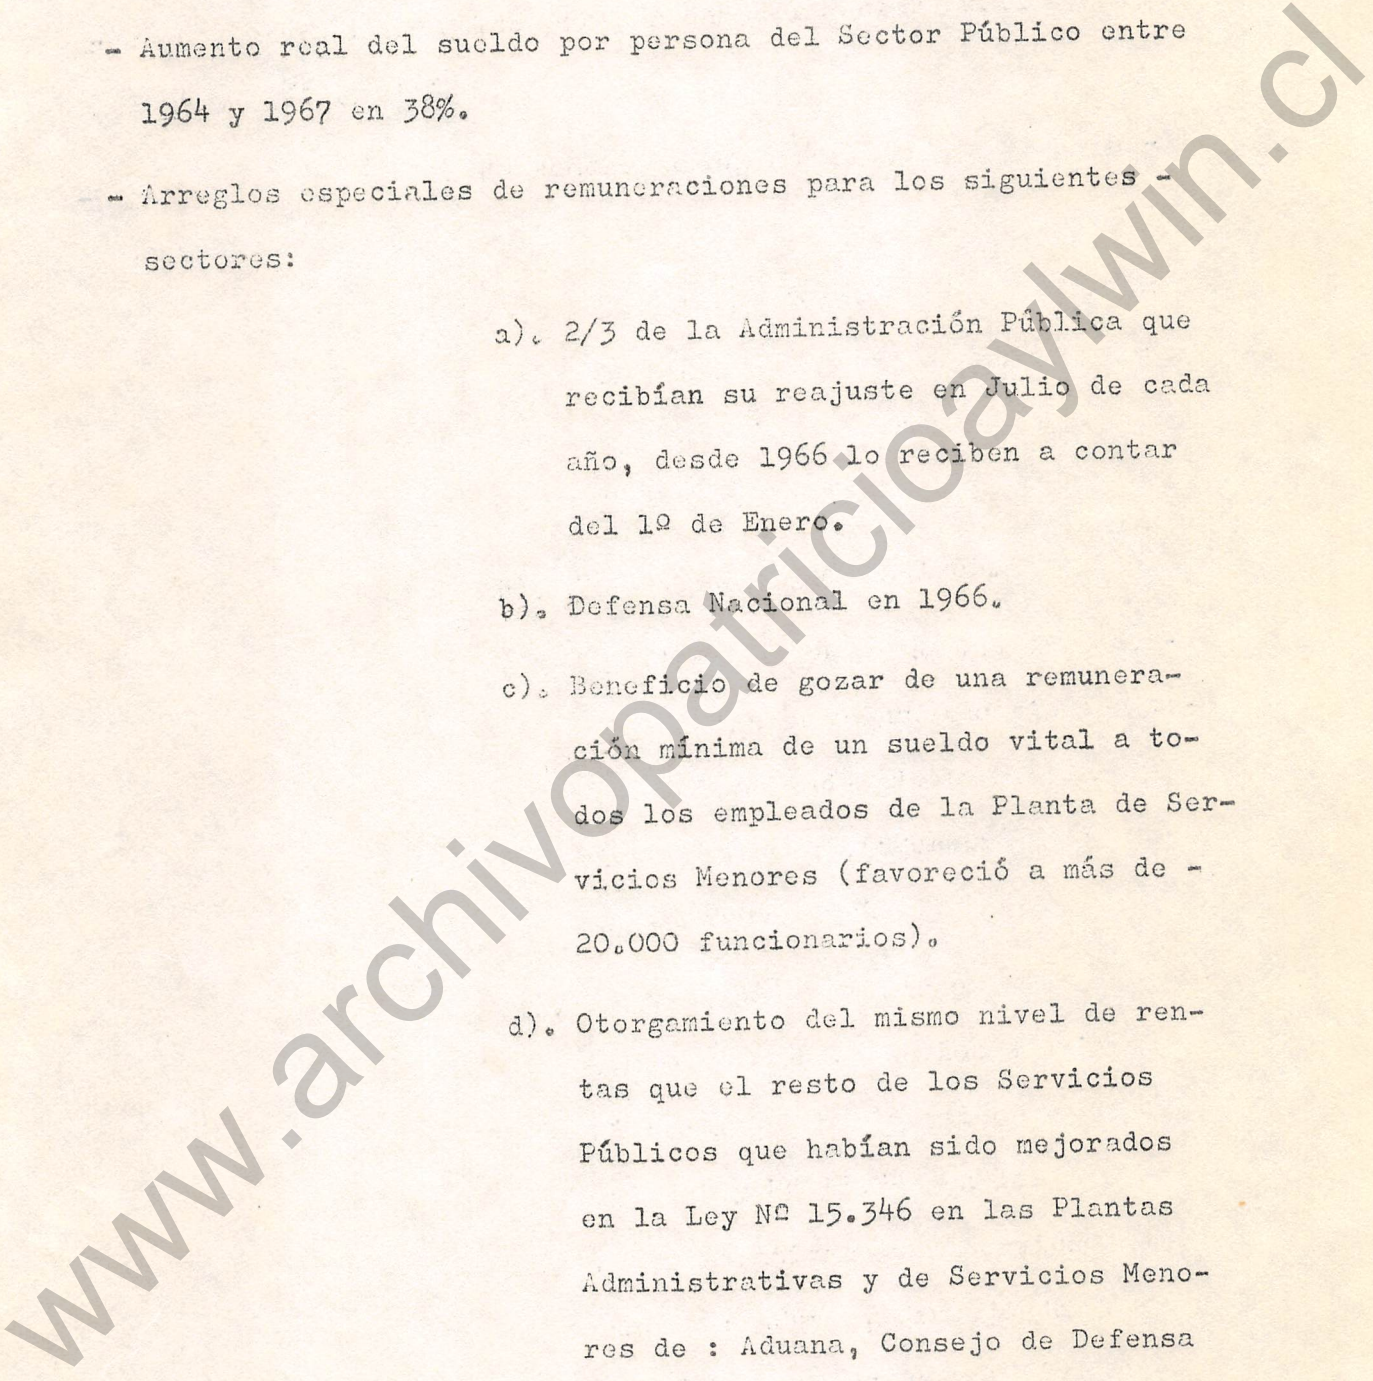 - Aumento real del sueldo por persona del Sector Público entre
1964 y 1967 en 38%.
- Arreglos especiales de remuneraciones para los siguientes -
sectores:
a). 2/3 de la Administración Pública que
recibían su reajuste en Julio de cada
año, desde 1966 lo reciben a contar
del 1º de Enero.
b). Defensa Nacional en 1966.
c). Beneficio de gozar de una remunera-
ción mínima de un sueldo vital a to-
dos los empleados de la Planta de Ser-
vicios Menores (favoreció a más de -
20.000 funcionarios).
d). Otorgamiento del mismo nivel de ren-
tas que el resto de los Servicios
Públicos que habían sido mejorados
en la Ley Nº 15.346 en las Plantas
Administrativas y de Servicios Meno-
res de : Aduana, Consejo de Defensa
www.archivopatricioaylwin.cl